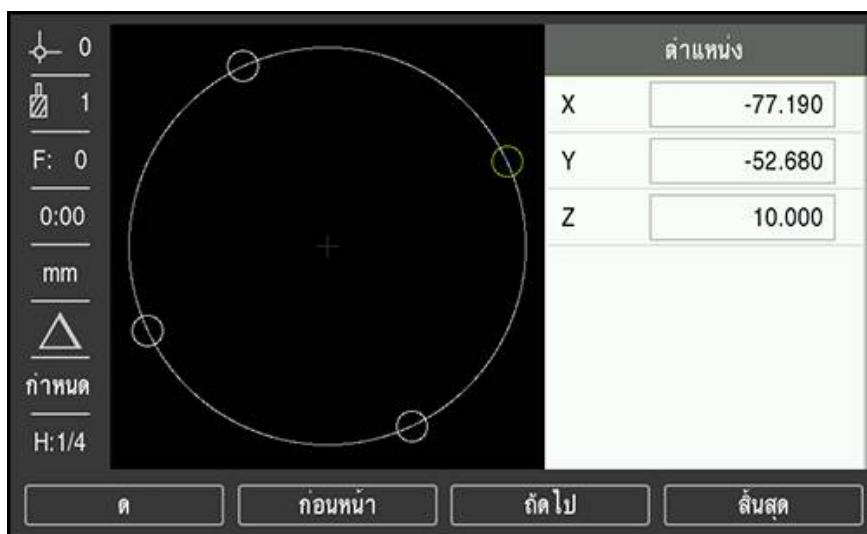 0
1
F: 0
0:00
mm
กำหนด
H:1/4
ตำแหน่ง
X -77.190
Y -52.680
Z 10.000
ดู
ก่อนหน้า
ถัดไป
สิ้นสุด